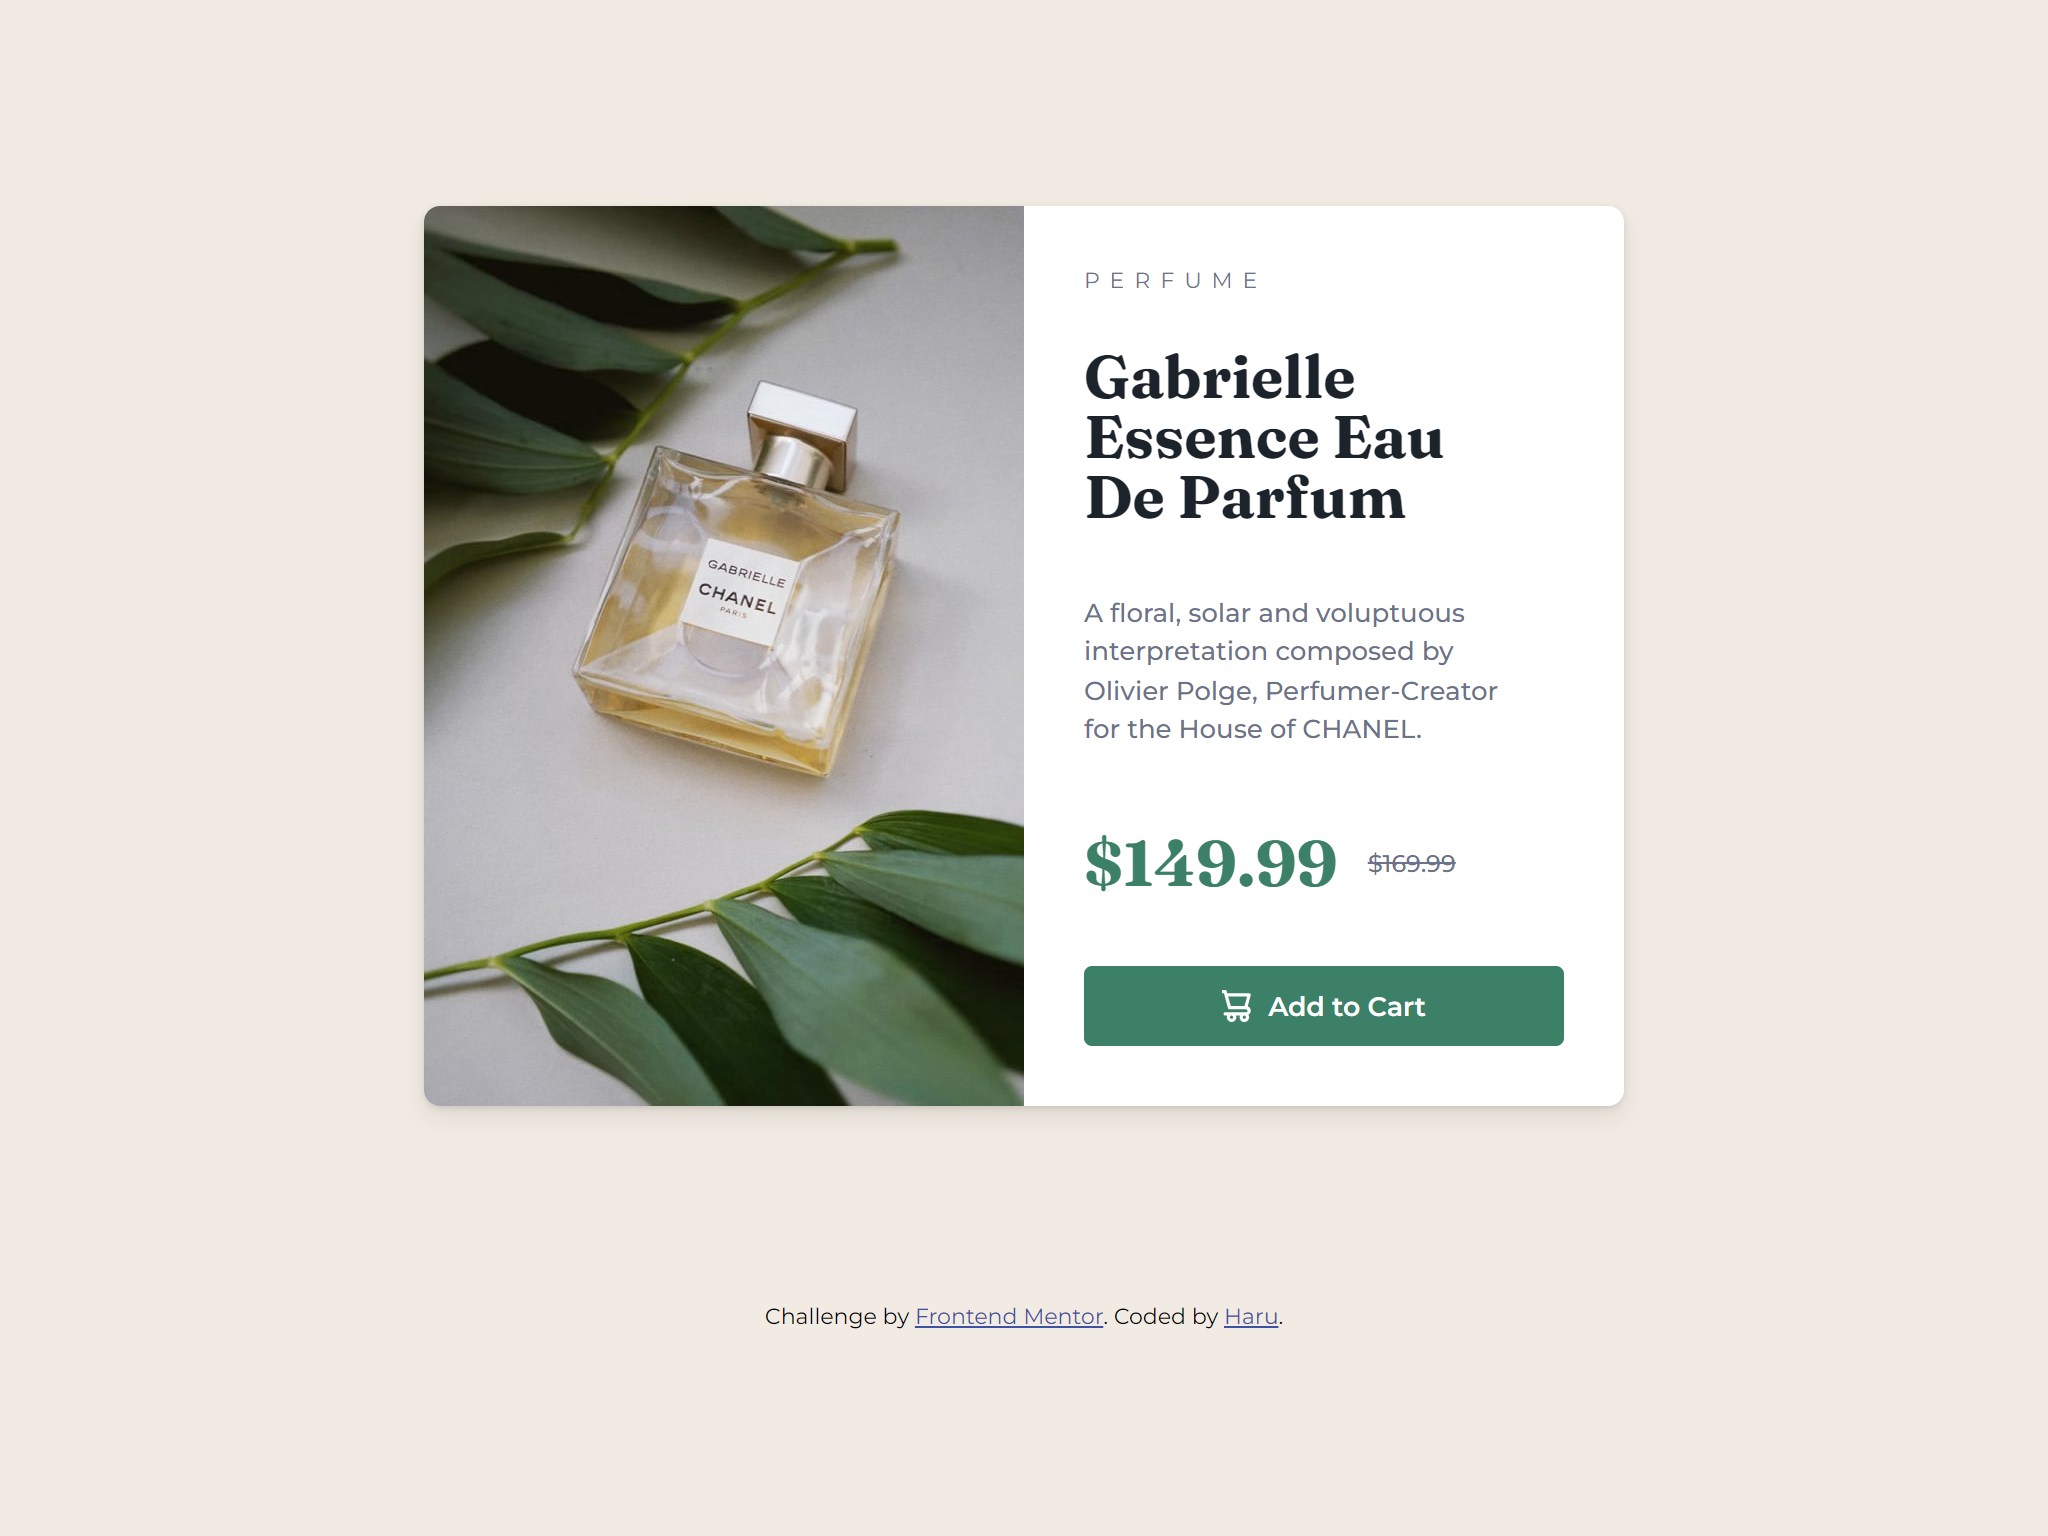 GABRIELLE
CHANEL
PARIS
PERFUME
Gabrielle
Essence Eau
De Parfum
A floral, solar and voluptuous
interpretation composed by
Olivier Polge, Perfumer-Creator
for the House of CHANEL.
$149.99 $169.99
Add to Cart
Challenge by Frontend Mentor. Coded by Haru.